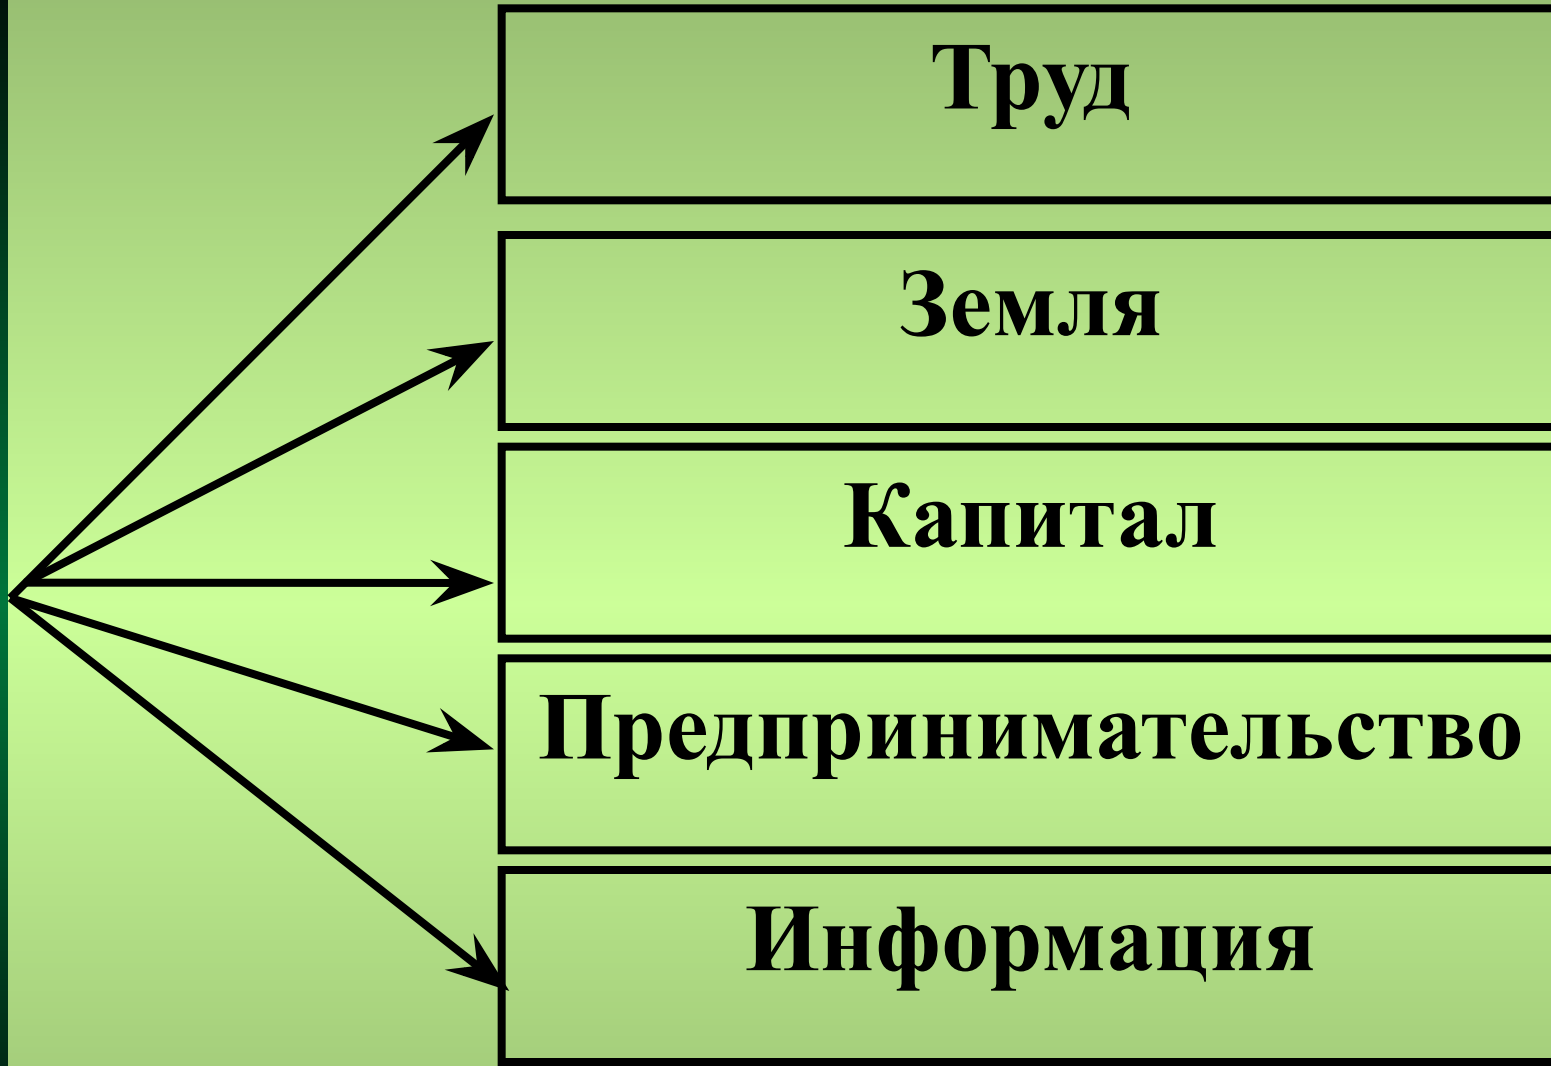 Труд
Земля
Капитал
Предпринимательство
Информация